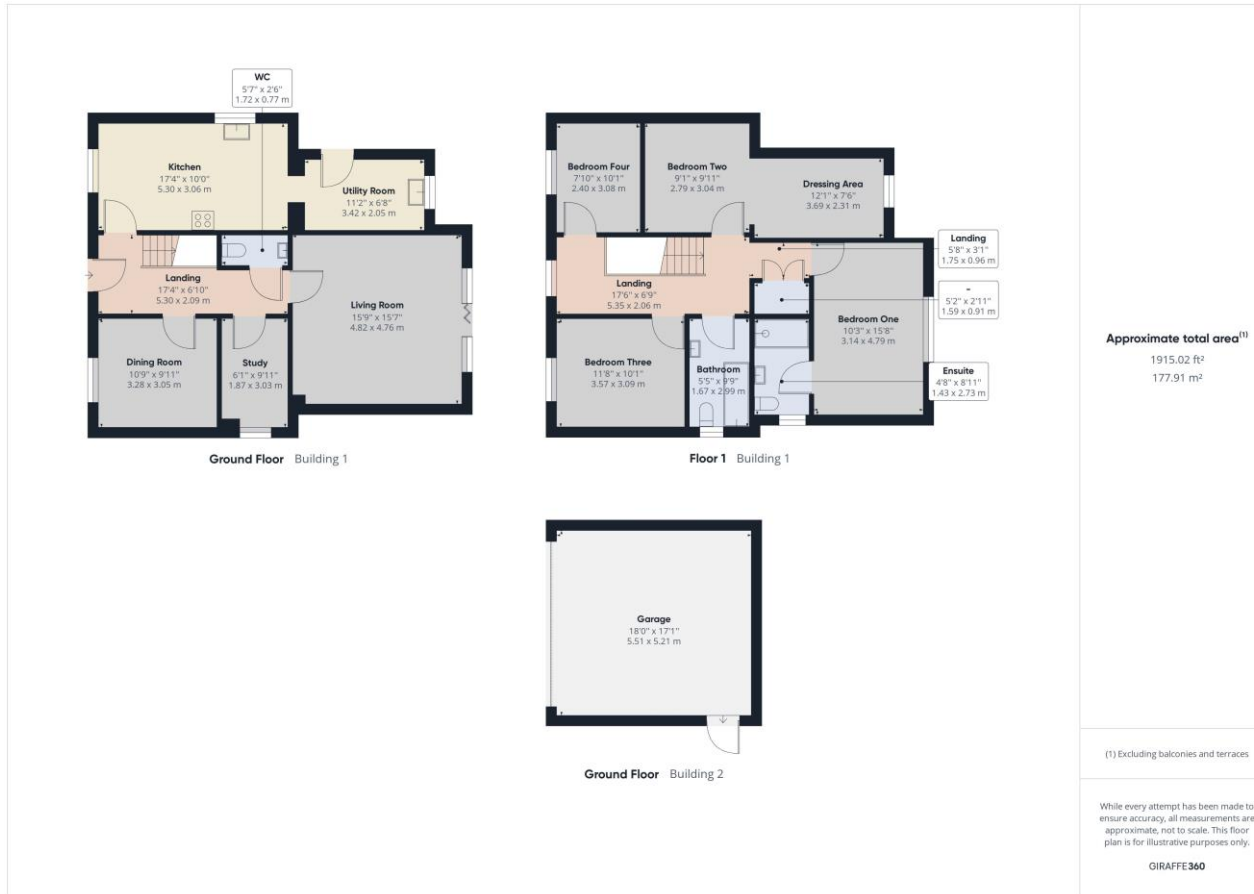 WC
5'7" x 2'6"
1.72 x 0.77 m
Kitchen
17'4" x 10'0"
5.30 x 3.06 m
Utility Room
11'2" x 6'8"
3.42 x 2.05 m
Landing
17'4" x 6'10"
5.30 x 2.09 m
Living Room
15'9" x 15'7"
4.82 x 4.76 m
Dining Room
10'9" x 9'11"
3.28 x 3.05 m
Study
6'1" x 9'11"
1.87 x 3.03 m
Ground Floor Building 1
Bedroom Four
7'10" x 10'1"
2.40 x 3.08 m
Bedroom Two
9'1" x 9'11"
2.79 x 3.04 m
Dressing Area
12'1" x 7'6"
3.69 x 2.31 m
Landing
5'8" x 3'1"
1.75 x 0.96 m
Landing
17'6" x 6'9"
5.35 x 2.06 m
-
5'2" x 2'11"
1.59 x 0.91 m
Bedroom One
10'3" x 15'8"
3.14 x 4.79 m
Bedroom Three
11'8" x 10'1"
3.57 x 3.09 m
Bathroom
5'5" x 9'9"
1.67 x 2.99 m
Ensuite
4'8" x 8'11"
1.43 x 2.73 m
Floor 1 Building 1
Garage
18'0" x 17'1"
5.51 x 5.21 m
Ground Floor Building 2
Approximate total area(1)
1915.02 ft²
177.91 m²
(1) Excluding balconies and terraces
While every attempt has been made to
ensure accuracy, all measurements are
approximate, not to scale. This floor
plan is for illustrative purposes only.
GIRAFFE360